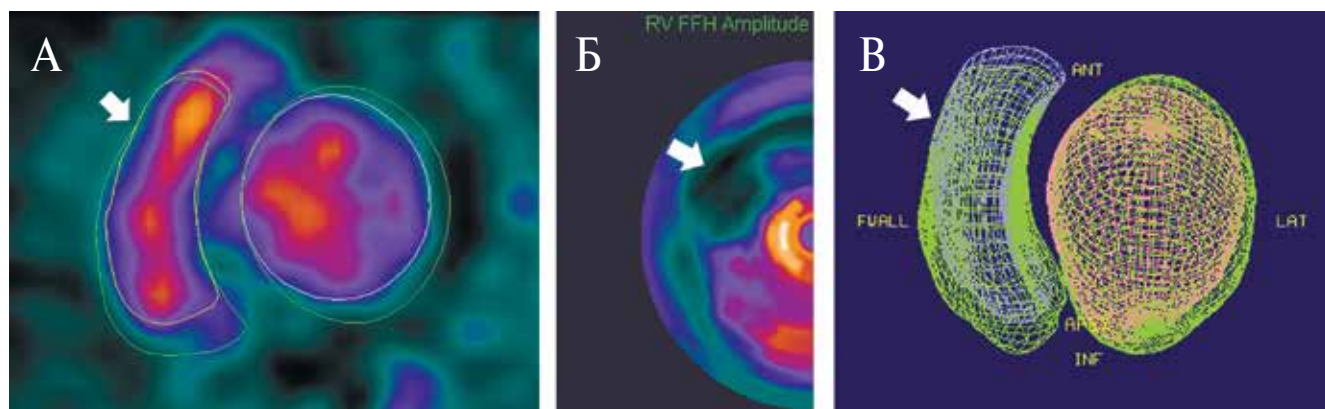 А
Б
RV FFH Amplitude
В
ANT
FWALL
LAT
INF